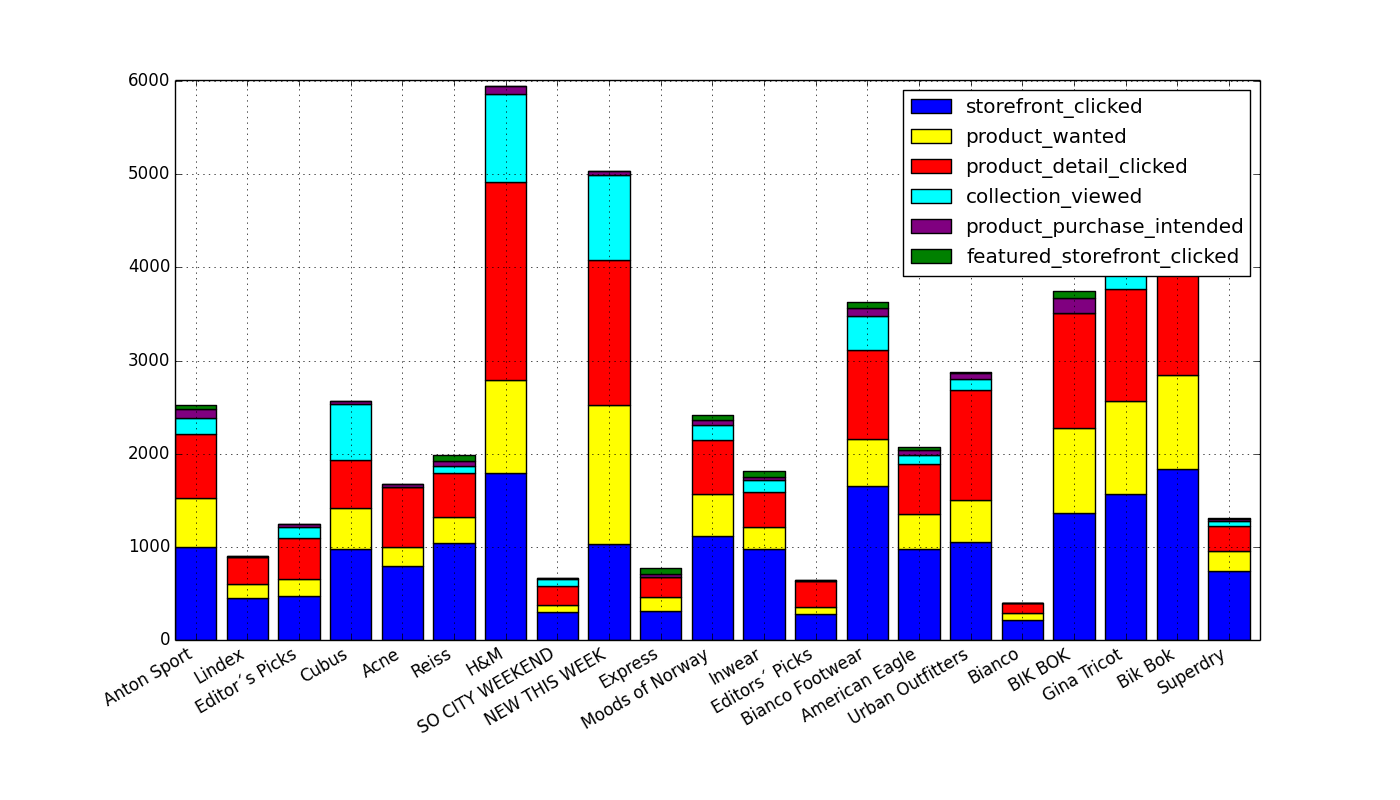 6000
5000
4000
3000
2000
1000
0
storefront_clicked
product_wanted
product_detail_clicked
collection_viewed
product_purchase_intended
featured_storefront_clicked
Anton Sport
Lindex
Editor´s Picks
Cubus
Acne
Reiss
H&M
SO CITY WEEKEND
NEW THIS WEEK
Express
Moods of Norway
Inwear
Editors´ Picks
Bianco Footwear
American Eagle
Urban Outfitters
Bianco
BIK BOK
Gina Tricot
Bik Bok
Superdry